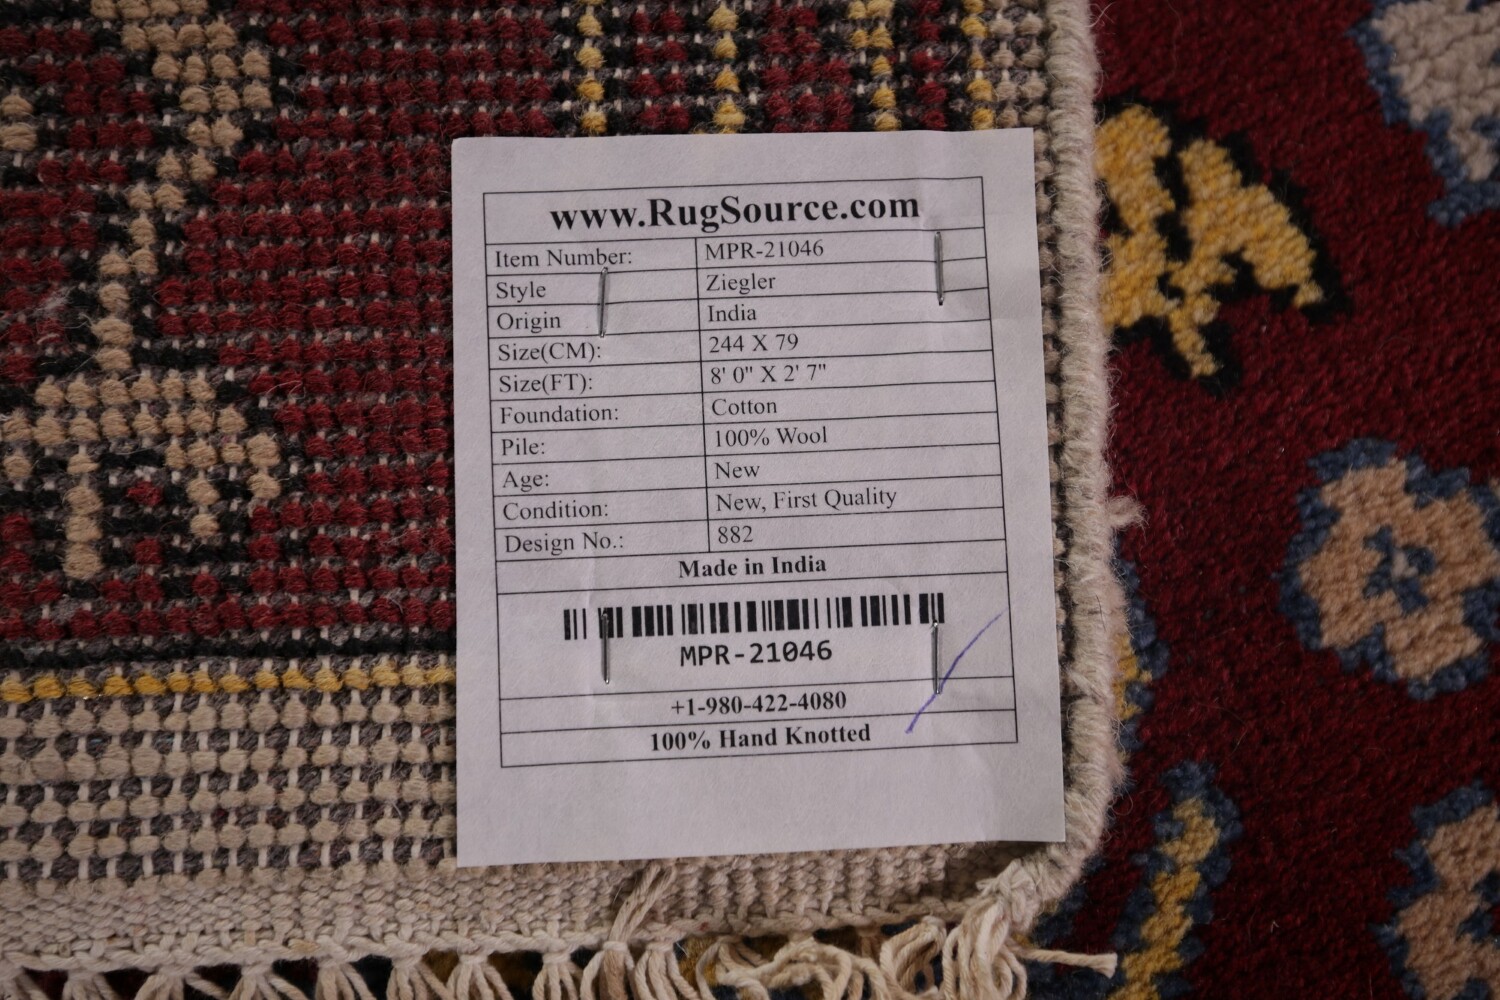 www.RugSource.com
Item Number: MPR-21046
Style Ziegler
Origin India
Size(CM): 244 X 79
Size(FT): 8' 0" X 2' 7"
Foundation: Cotton
Pile: 100% Wool
Age: New
Condition: New, First Quality
Design No.: 882
Made in India
MPR-21046
+1-980-422-4080
100% Hand Knotted